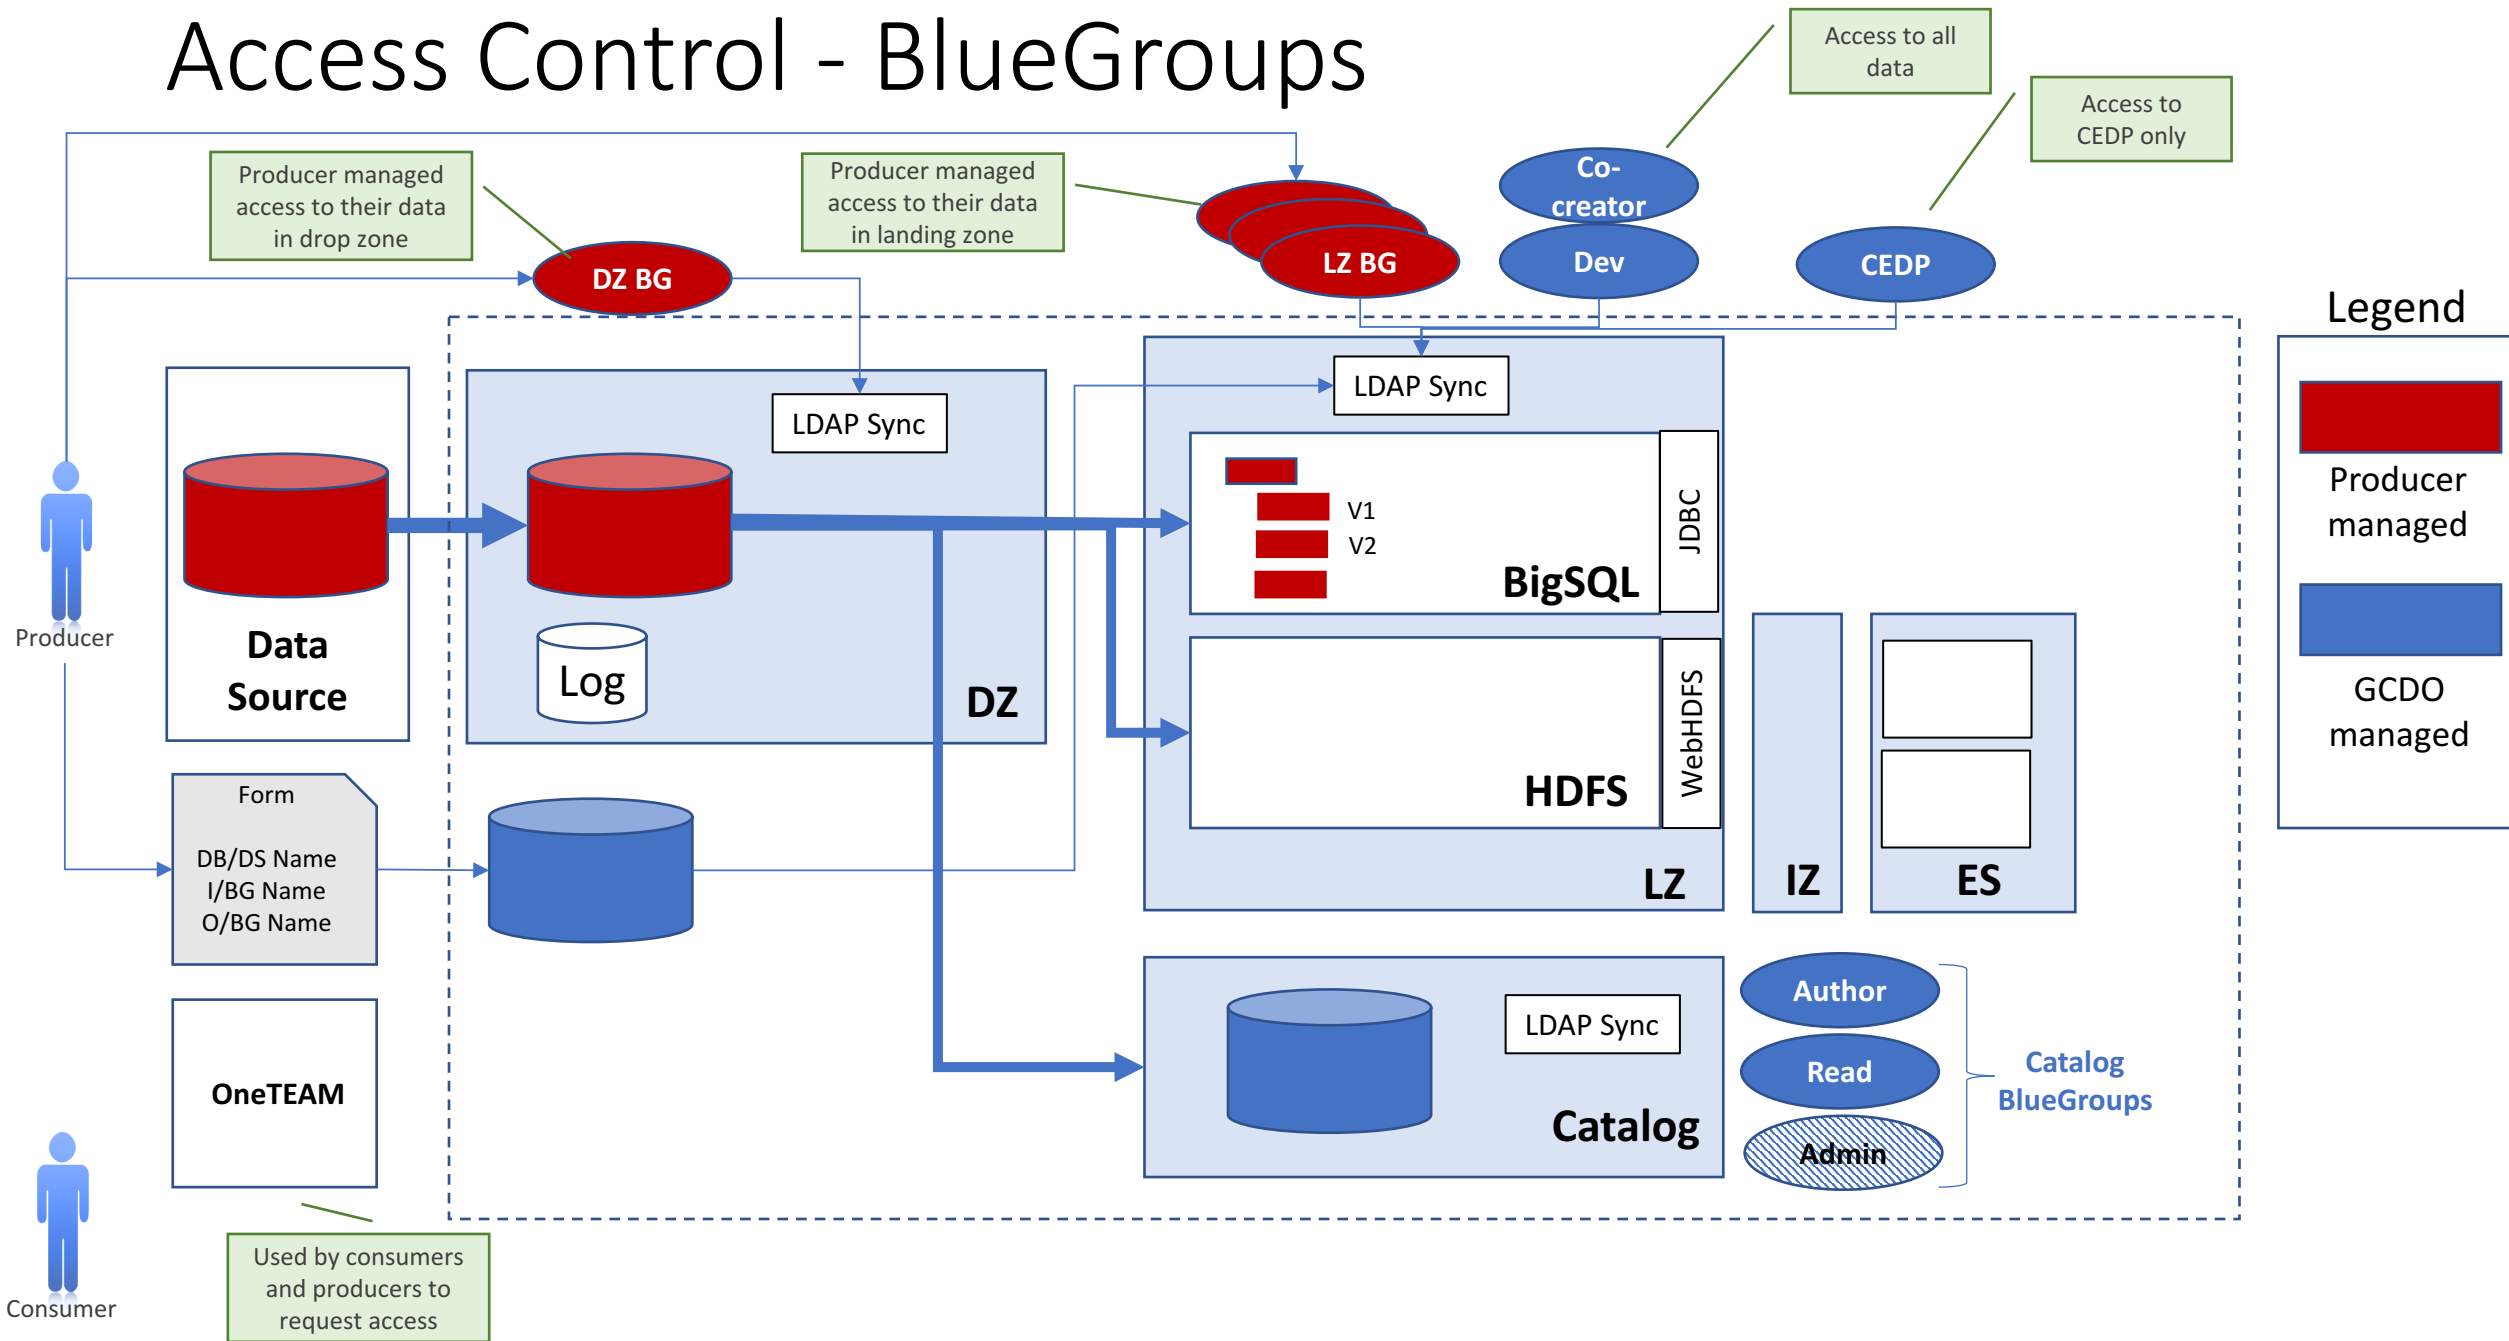 Access Control - BlueGroups
Access to all
data
Access to
CEDP only
Producer managed
access to their data
in drop zone
Producer managed
access to their data
in landing zone
Co-
creator
Dev
DZ BG
LZ BG
CEDP
Legend
Producer
managed
GCDO
managed
LDAP Sync
LDAP Sync
V1
V2
BigSQL
JDBC
Producer
Data
Source
Log
DZ
HDFS
WebHDFS
LZ
IZ
ES
Form
DB/DS Name
I/BG Name
O/BG Name
OneTEAM
LDAP Sync
Catalog
Author
Read
Admin
Catalog
BlueGroups
Consumer
Used by consumers
and producers to
request access